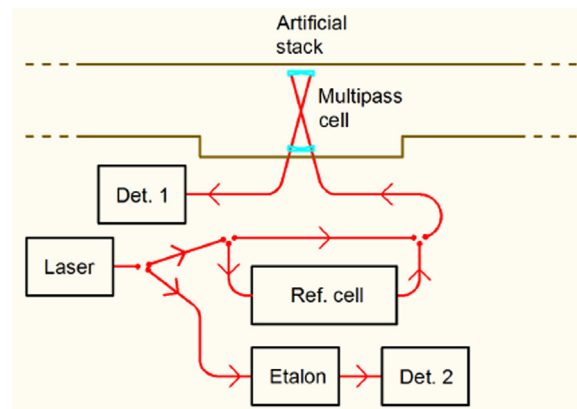 Artificial
stack
Multipass
cell
Det. 1
Laser
Ref. cell
Etalon
Det. 2